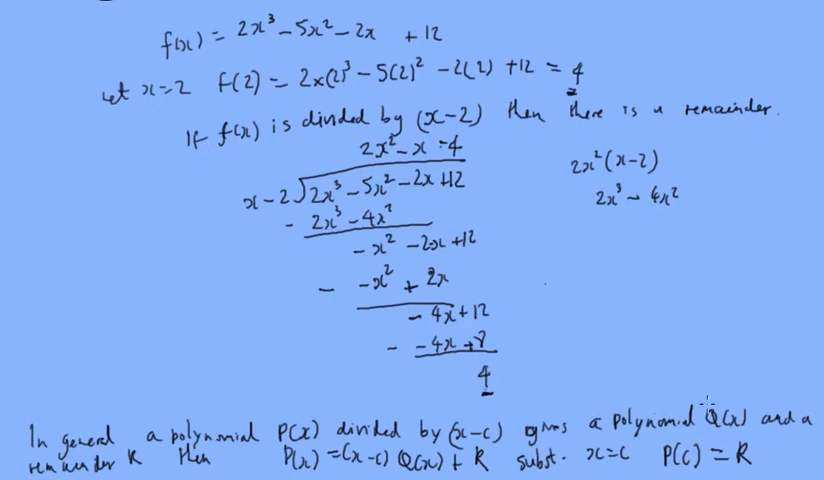 f(x) = 2x³ - 5x² - 2x + 12
Let x=2 f(2) = 2x(2)³ - 5(2)² - 2(2) + 12 = 4
If f(x) is divided by (x-2) then there is a remainder.
2x² - x - 4
x-2 ) 2x³ - 5x² - 2x + 12
2x² (x-2)
- 2x³ - 4x²
2x³ - 4x²
- x² - 2x + 12
- - x² + 2x
- 4x + 12
- - 4x + 8
4
In general a polynomial P(x) divided by (x-c) gives a polynomial Q(x) and a
remainder R then P(x) = (x-c) Q(x) + R subst. x=c P(c) = R